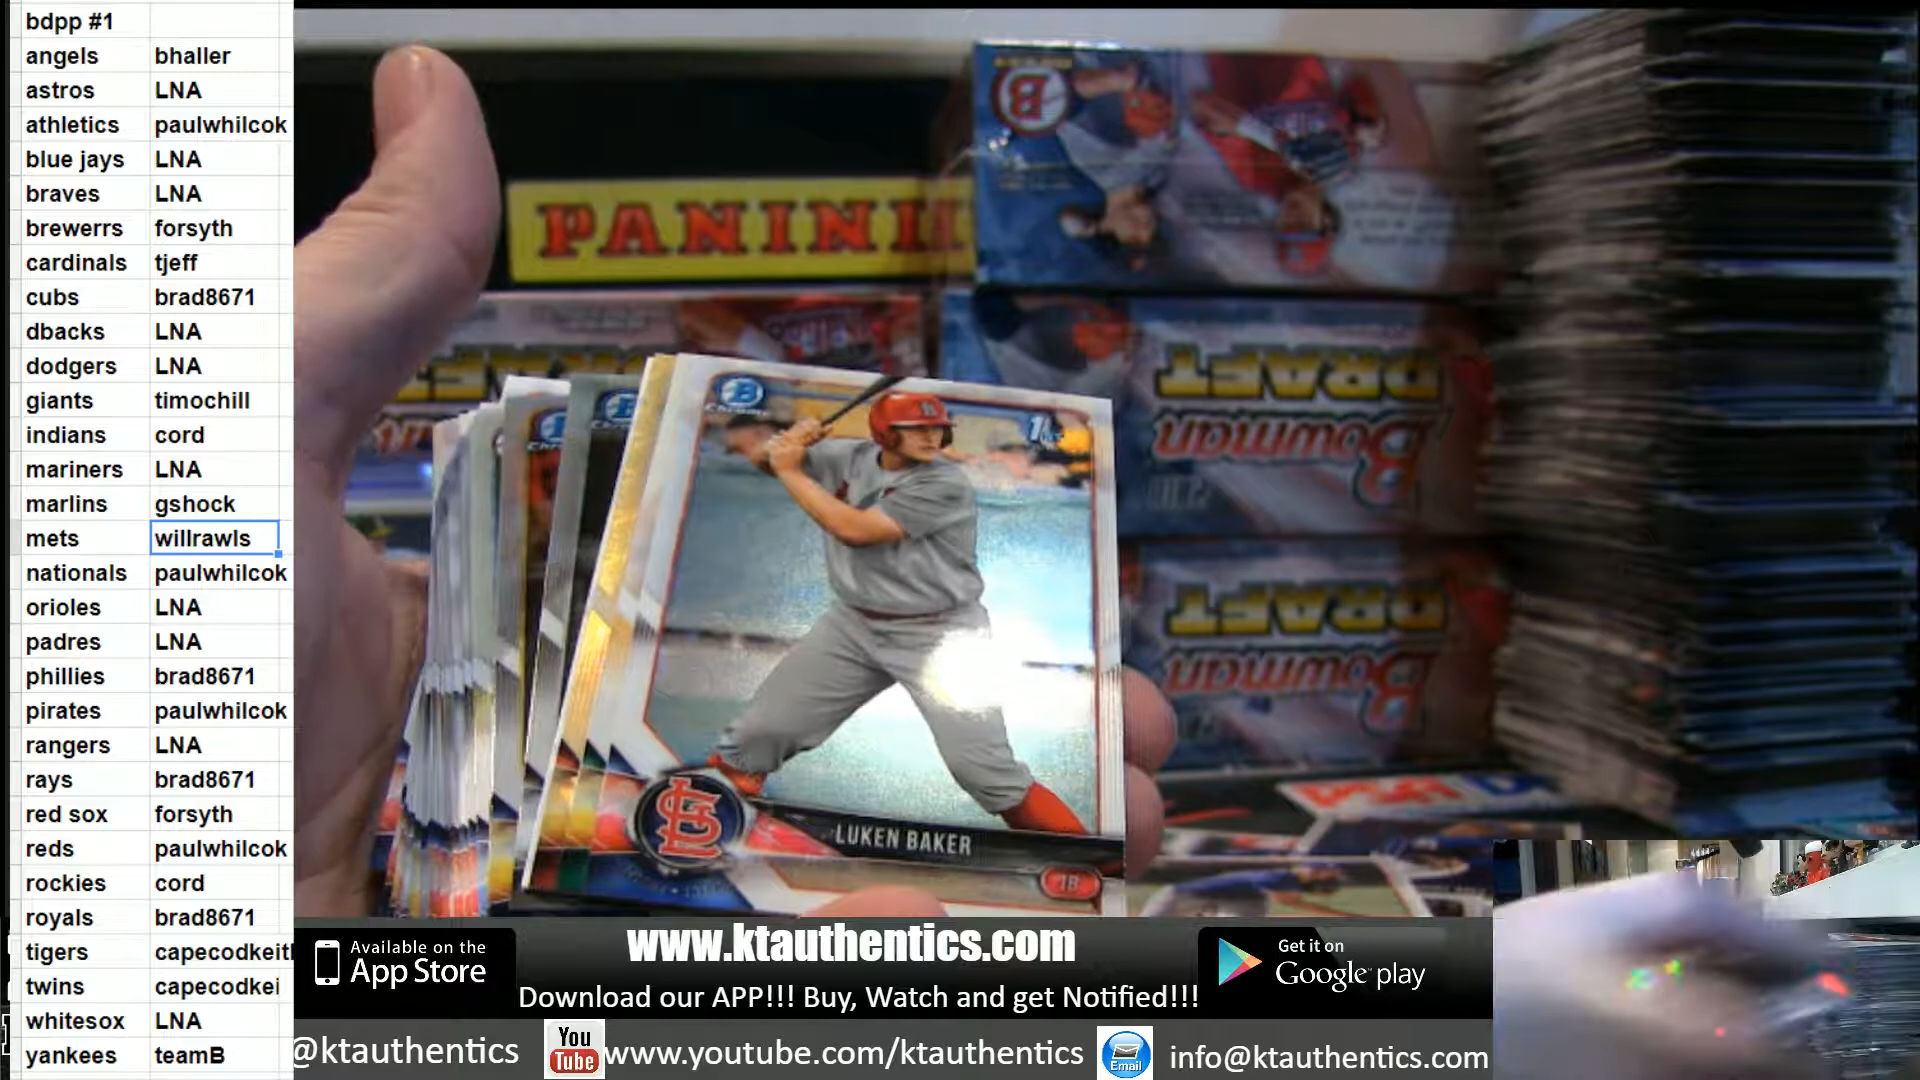 bdpp #1
angels bhaller
astros LNA
athletics paulwhilcok
blue jays LNA
braves LNA
brewerrs forsyth
cardinals tjeff
cubs brad8671
dbacks LNA
dodgers LNA
giants timochill
indians cord
mariners LNA
marlins gshock
mets willrawls
nationals paulwhilcok
orioles LNA
padres LNA
phillies brad8671
pirates paulwhilcok
rangers LNA
rays brad8671
red sox forsyth
reds paulwhilcok
rockies cord
royals brad8671
tigers capecodkeitl
twins capecodkei
whitesox LNA
yankees teamB
PANINI
B
DRAFT
Bowman
DRAFT
Bowman
B
Chrome
1st
STL
LUKEN BAKER
1B
Available on the
App Store
www.ktauthentics.com
Get it on
Google play
Download our APP!!! Buy, Watch and get Notified!!!
@ktauthentics
You
Tube
www.youtube.com/ktauthentics
Email
info@ktauthentics.com